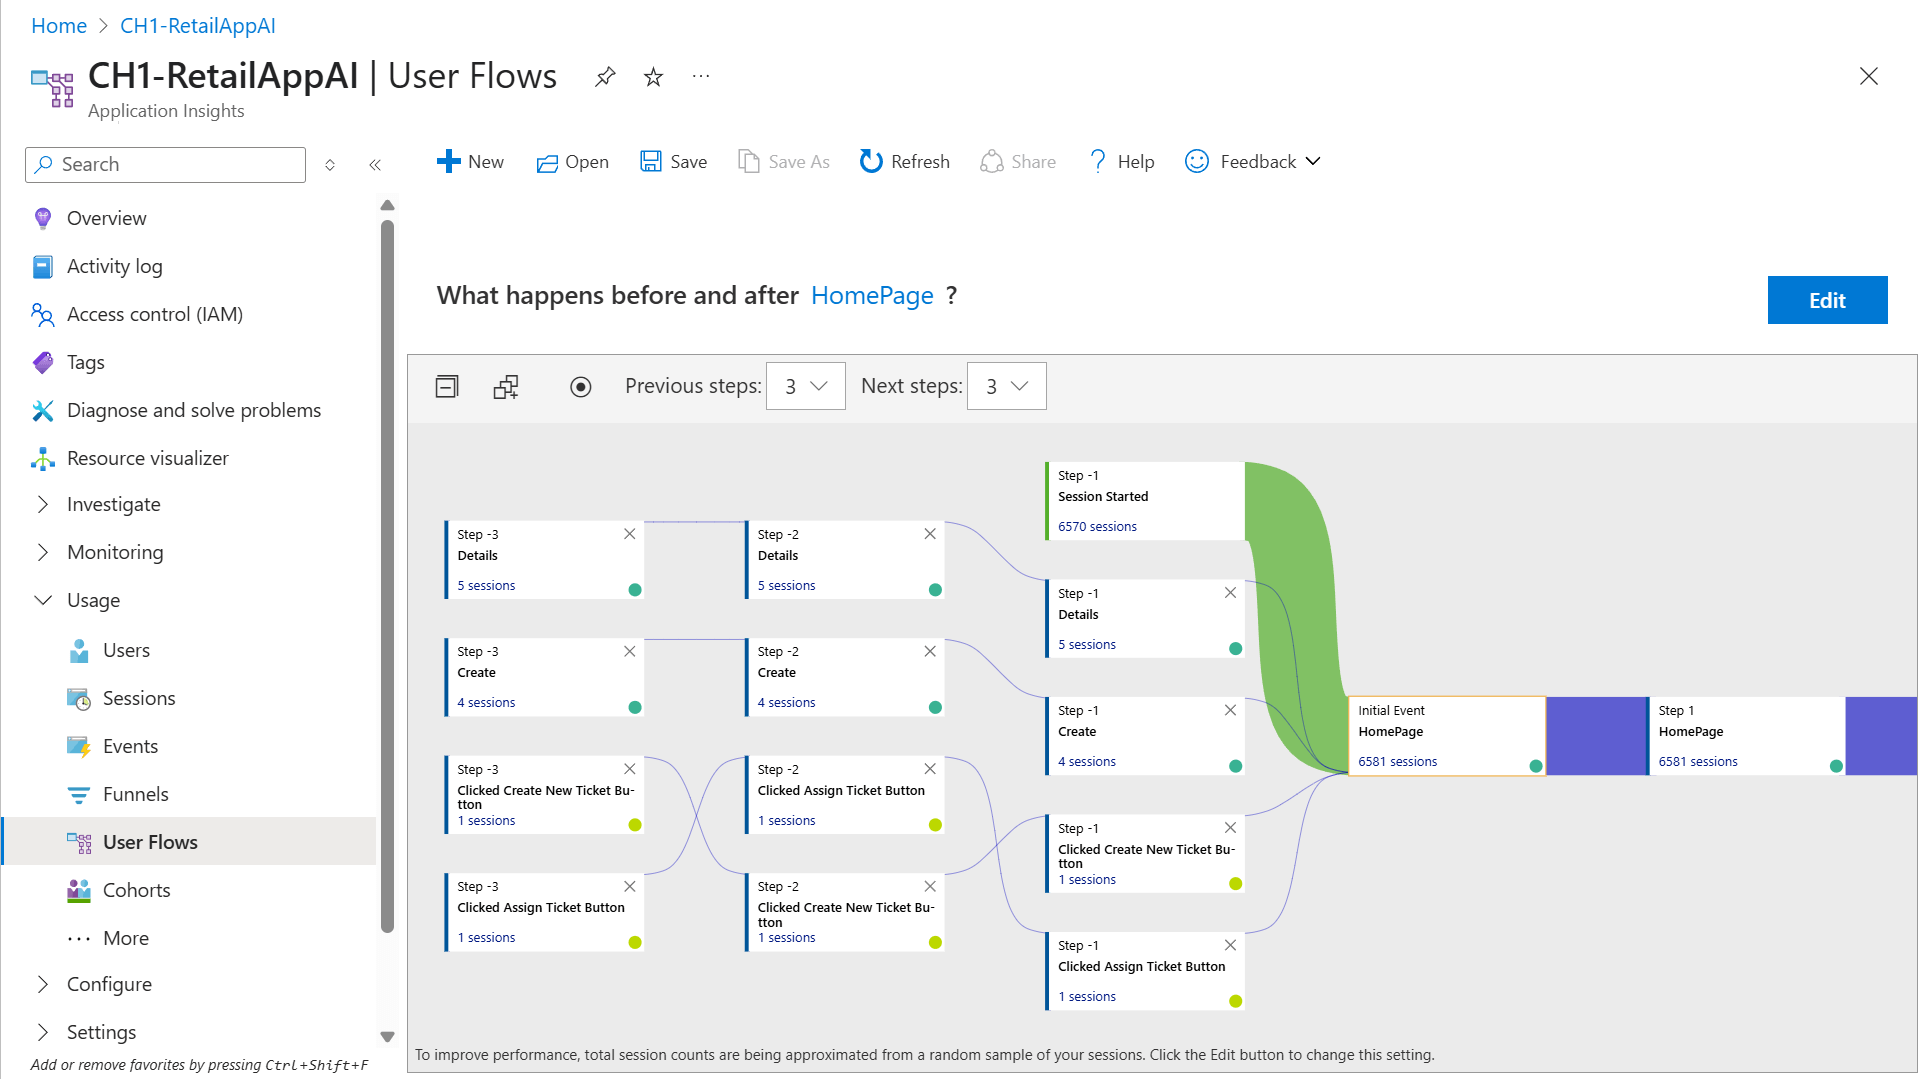 Home > CH1-RetailAppAI
CH1-RetailAppAI | User Flows
Application Insights
Search
New
Open
Save
Save As
Refresh
Share
Help
Feedback
Overview
Activity log
Access control (IAM)
Tags
Diagnose and solve problems
Resource visualizer
Investigate
Monitoring
Usage
Users
Sessions
Events
Funnels
User Flows
Cohorts
More
Configure
Settings
Add or remove favorites by pressing Ctrl+Shift+F
What happens before and after HomePage ?
Edit
Previous steps: 3
Next steps: 3
Step -3
Details
5 sessions
Step -3
Create
4 sessions
Step -3
Clicked Create New Ticket Bu-
tton
1 sessions
Step -3
Clicked Assign Ticket Button
1 sessions
Step -2
Details
5 sessions
Step -2
Create
4 sessions
Step -2
Clicked Assign Ticket Button
1 sessions
Step -2
Clicked Create New Ticket Bu-
tton
1 sessions
Step -1
Session Started
6570 sessions
Step -1
Details
5 sessions
Step -1
Create
4 sessions
Step -1
Clicked Create New Ticket Bu-
tton
1 sessions
Step -1
Clicked Assign Ticket Button
1 sessions
Initial Event
HomePage
6581 sessions
Step 1
HomePage
6581 sessions
To improve performance, total session counts are being approximated from a random sample of your sessions. Click the Edit button to change this setting.